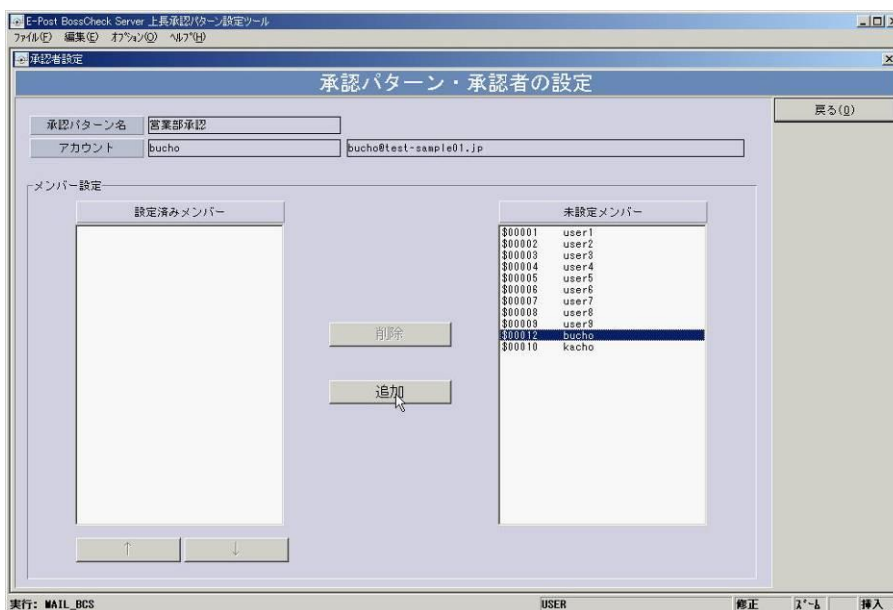 E-Post BossCheck Server 上長承認パターン設定ツール
ファイル(F) 編集(E) オプション(O) ヘルプ(H)
承認者設定
承認パターン・承認者の設定
戻る(Q)
承認パターン名 営業部承認
アカウント bucho bucho@test-sample01.jp
メンバー設定
設定済みメンバー
未設定メンバー
$00001 user1
$00002 user2
$00003 user3
$00004 user4
$00005 user5
$00006 user6
$00007 user7
$00008 user8
$00009 user9
$00012 bucho
$00010 kacho
削除
追加
↑ ↓
実行: MAIL_BCS USER 修正 ズーム 挿入